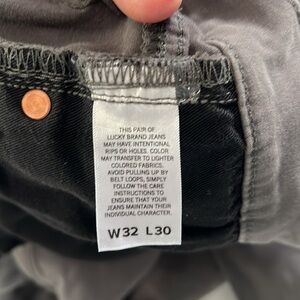 THIS PAIR OF
LUCKY BRAND JEANS
MAY HAVE INTENTIONAL
RIPS OR HOLES. COLOR
MAY TRANSFER TO LIGHTER
COLORED FABRICS.
AVOID PULLING UP BY
BELT LOOPS, SIMPLY
FOLLOW THE CARE
INSTRUCTIONS TO
ENSURE THAT YOUR
JEANS MAINTAIN THEIR
INDIVIDUAL CHARACTER.
W32 L30